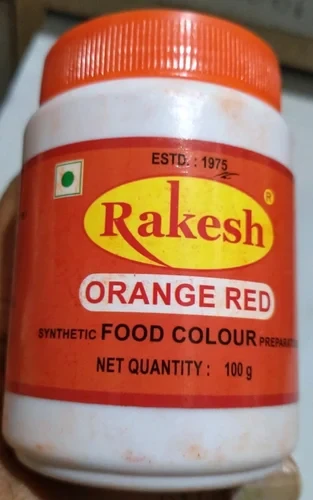 ESTD. : 1975
Rakesh®
ORANGE RED
SYNTHETIC FOOD COLOUR
NET QUANTITY : 100 g